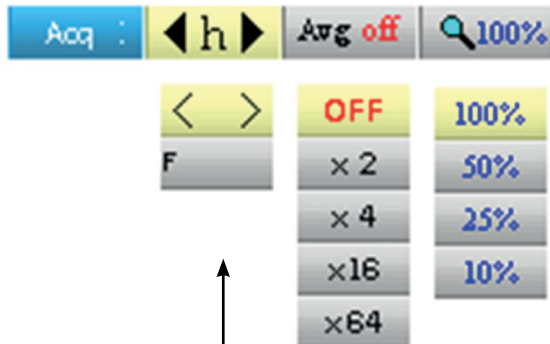 Acq : h Avg off 100%
< > OFF 100%
F × 2 50%
× 4 25%
×16 10%
×64